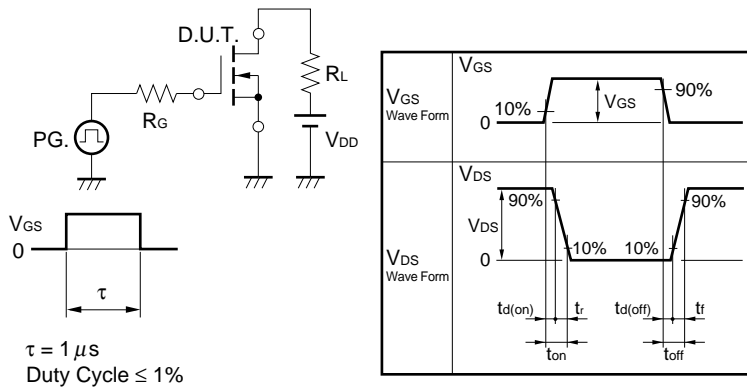 D.U.T.
RL
RG
PG.
VDD
VGS
0
τ
τ = 1 μs
Duty Cycle ≤ 1%
VGS
Wave Form
VGS
10%
VGS
90%
0
VDS
Wave Form
VDS
90%
VDS
10%
10%
90%
0
td(on)
tr
td(off)
tf
ton
toff